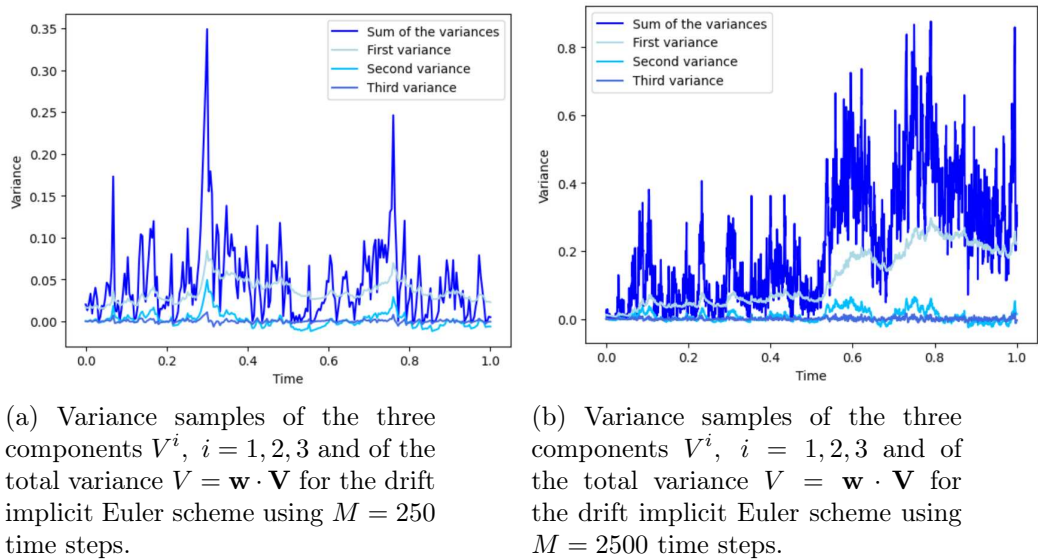 0.35
0.30
0.25
0.20
0.15
0.10
0.05
0.00
Variance
Sum of the variances
First variance
Second variance
Third variance
0.0 0.2 0.4 0.6 0.8 1.0
Time
0.8
0.6
0.4
0.2
0.0
Variance
Sum of the variances
First variance
Second variance
Third variance
0.0 0.2 0.4 0.6 0.8 1.0
Time
(a) Variance samples of the three
components V^i, i = 1, 2, 3 and of the
total variance V = w · V for the drift
implicit Euler scheme using M = 250
time steps.
(b) Variance samples of the three
components V^i, i = 1, 2, 3 and of
the total variance V = w · V for
the drift implicit Euler scheme using
M = 2500 time steps.